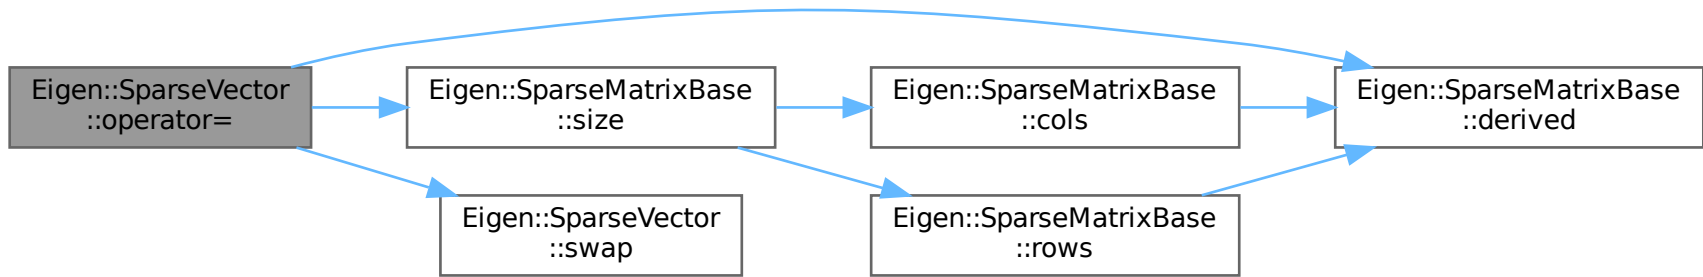 Eigen::SparseVector
::operator=
Eigen::SparseMatrixBase
::size
Eigen::SparseMatrixBase
::cols
Eigen::SparseMatrixBase
::derived
Eigen::SparseVector
::swap
Eigen::SparseMatrixBase
::rows